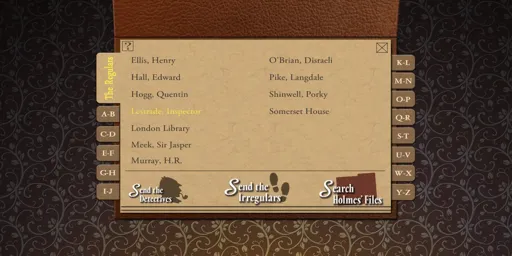 ?
The Regulars
A-B
C-D
E-F
G-H
I-J
Ellis, Henry
Hall, Edward
Hogg, Quentin
Lestrade, Inspector
London Library
Meek, Sir Jasper
Murray, H.R.
O'Brian, Disraeli
Pike, Langdale
Shinwell, Porky
Somerset House
K-L
M-N
O-P
Q-R
S-T
U-V
W-X
Y-Z
Send the
Detectives
Send the
Irregulars
Search
Holmes' Files